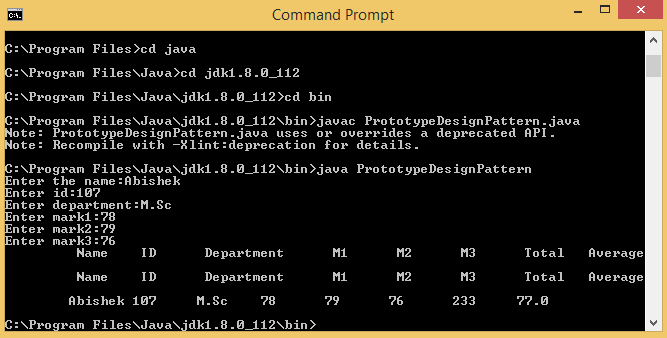 Command Prompt
C:\Program Files>cd java
C:\Program Files\Java>cd jdk1.8.0_112
C:\Program Files\Java\jdk1.8.0_112>cd bin
C:\Program Files\Java\jdk1.8.0_112\bin>javac PrototypeDesignPattern.java
Note: PrototypeDesignPattern.java uses or overrides a deprecated API.
Note: Recompile with -Xlint:deprecation for details.
C:\Program Files\Java\jdk1.8.0_112\bin>java PrototypeDesignPattern
Enter the name:Abishek
Enter id:107
Enter department:M.Sc
Enter mark1:78
Enter mark2:79
Enter mark3:76
Name ID Department M1 M2 M3 Total Average
Name ID Department M1 M2 M3 Total Average
Abishek 107 M.Sc 78 79 76 233 77.0
C:\Program Files\Java\jdk1.8.0_112\bin>